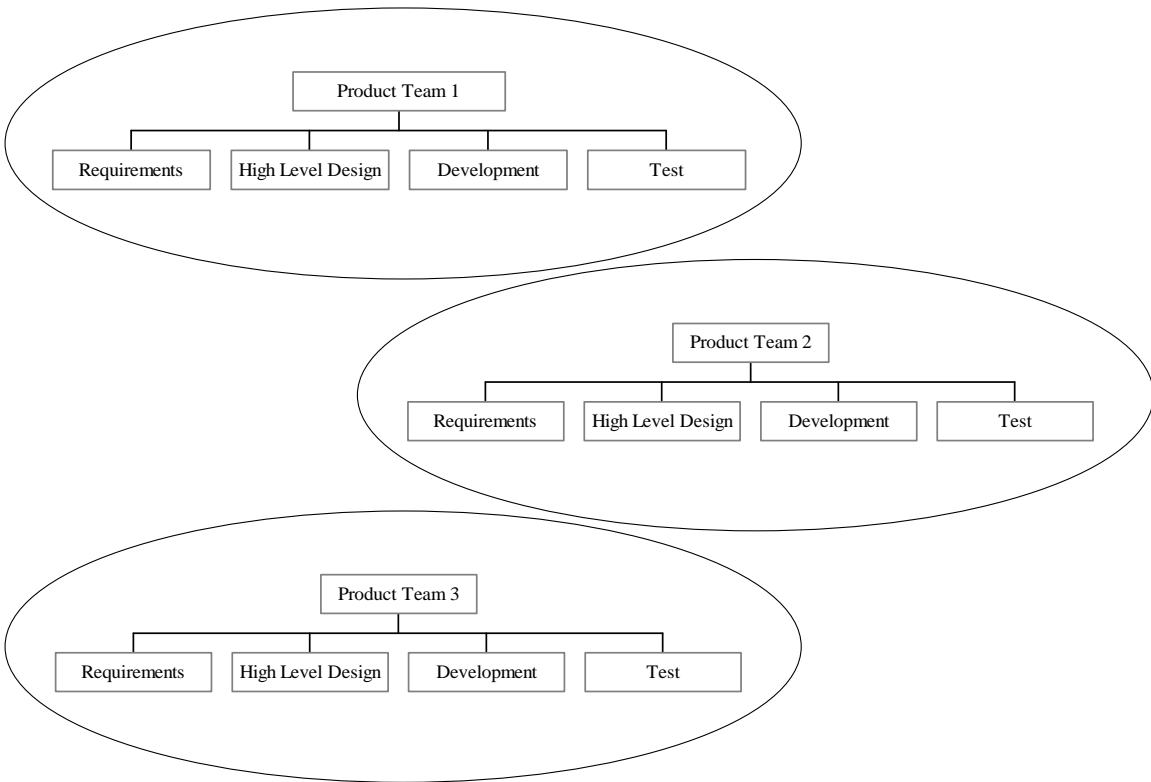 Product Team 1
Requirements
High Level Design
Development
Test
Product Team 2
Requirements
High Level Design
Development
Test
Product Team 3
Requirements
High Level Design
Development
Test